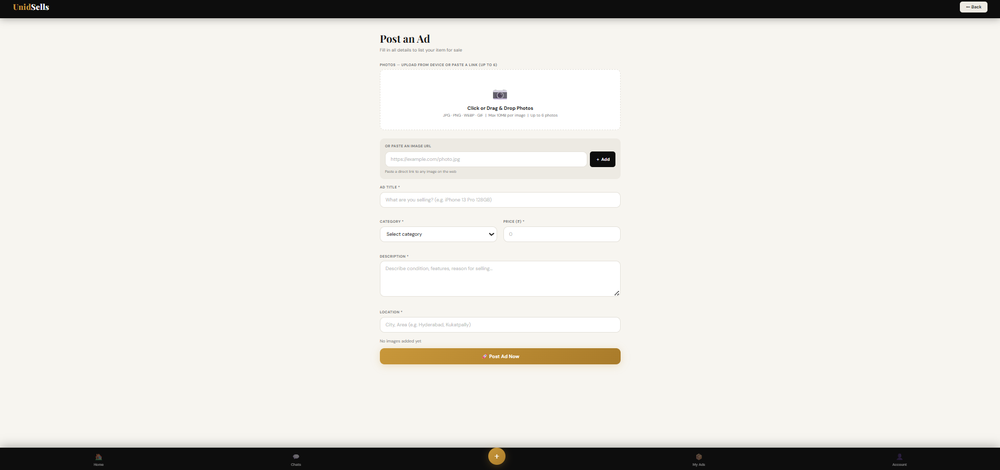 UnidSells
← Back
Post an Ad
Fill in all details to list your item for sale
PHOTOS — UPLOAD FROM DEVICE OR PASTE A LINK (UP TO 6)
Click or Drag & Drop Photos
JPG · PNG · WEBP · GIF | Max 10MB per image | Up to 6 photos
OR PASTE AN IMAGE URL
https://example.com/photo.jpg
+ Add
Paste a direct link to any image on the web
AD TITLE *
What are you selling? (e.g. iPhone 13 Pro 128GB)
CATEGORY * PRICE (₹) *
Select category 0
DESCRIPTION *
Describe condition, features, reason for selling...
LOCATION *
City, Area (e.g. Hyderabad, Kukatpally)
No images added yet
Post Ad Now
+
Home Chats My Ads Account